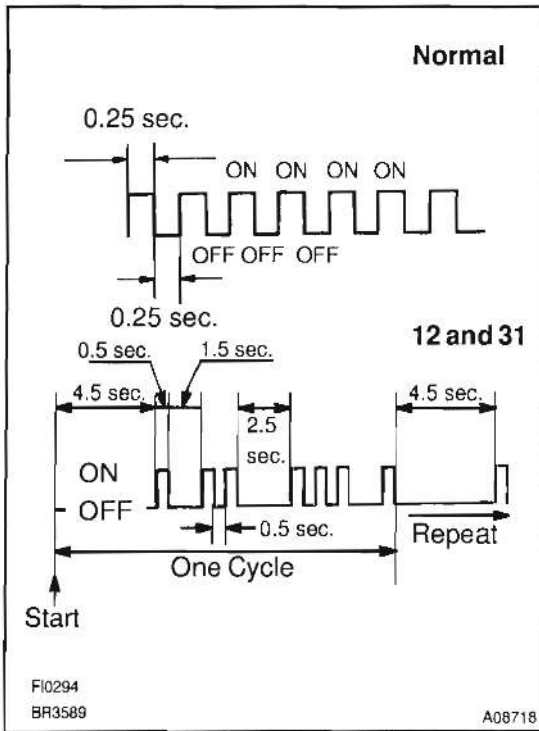 Normal
0.25 sec.
ON ON ON ON
OFF OFF OFF
0.25 sec.
12 and 31
0.5 sec. 1.5 sec.
4.5 sec. 4.5 sec.
2.5
sec.
ON
OFF
0.5 sec.
Repeat
One Cycle
Start
FI0294
BR3589
A08718